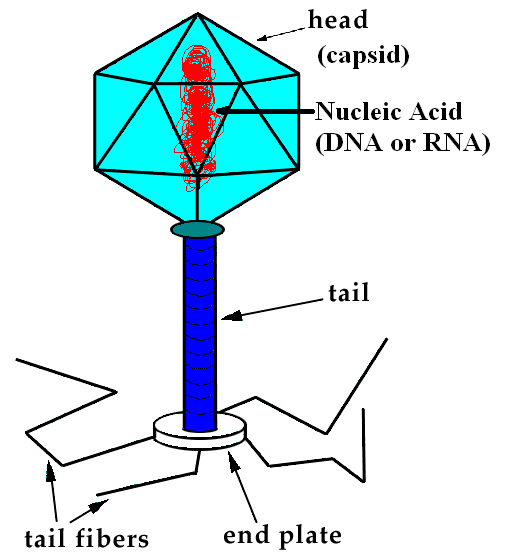 head
(capsid)
Nucleic Acid
(DNA or RNA)
tail
tail fibers
end plate